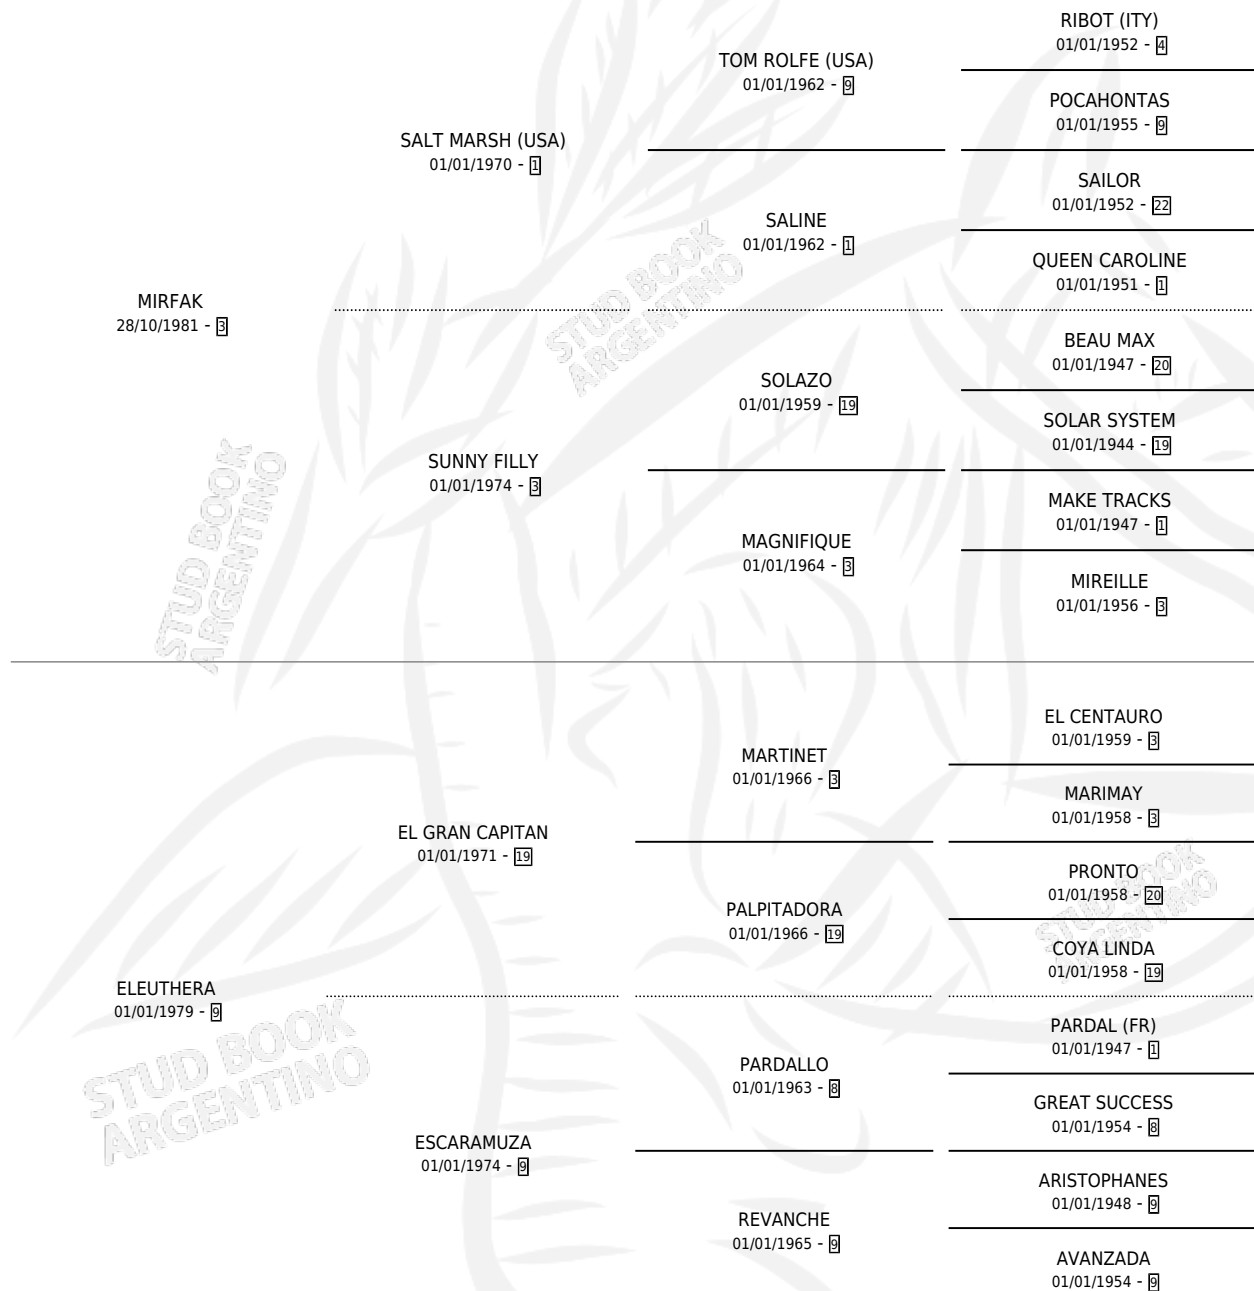 RIBOT (ITY)
01/01/1952 - 4
TOM ROLFE (USA)
01/01/1962 - 9
POCAHONTAS
01/01/1955 - 9
SALT MARSH (USA)
01/01/1970 - 1
SAILOR
01/01/1952 - 22
SALINE
01/01/1962 - 1
QUEEN CAROLINE
01/01/1951 - 1
MIRFAK
28/10/1981 - 3
BEAU MAX
01/01/1947 - 20
SOLAZO
01/01/1959 - 19
SOLAR SYSTEM
01/01/1944 - 19
SUNNY FILLY
01/01/1974 - 3
MAKE TRACKS
01/01/1947 - 1
MAGNIFIQUE
01/01/1964 - 3
MIREILLE
01/01/1956 - 3
EL CENTAURO
01/01/1959 - 3
MARTINET
01/01/1966 - 3
MARIMAY
01/01/1958 - 3
EL GRAN CAPITAN
01/01/1971 - 19
PRONTO
01/01/1958 - 20
PALPITADORA
01/01/1966 - 19
COYA LINDA
01/01/1958 - 19
ELEUTHERA
01/01/1979 - 9
PARDAL (FR)
01/01/1947 - 1
PARDALLO
01/01/1963 - 8
GREAT SUCCESS
01/01/1954 - 8
ESCARAMUZA
01/01/1974 - 9
ARISTOPHANES
01/01/1948 - 9
REVANCHE
01/01/1965 - 9
AVANZADA
01/01/1954 - 9
STUD BOOK
ARGENTINO
STUD BOOK
ARGENTINO
STUD BOOK
ARGENTINO
STUD BOOK
ARGENTINO